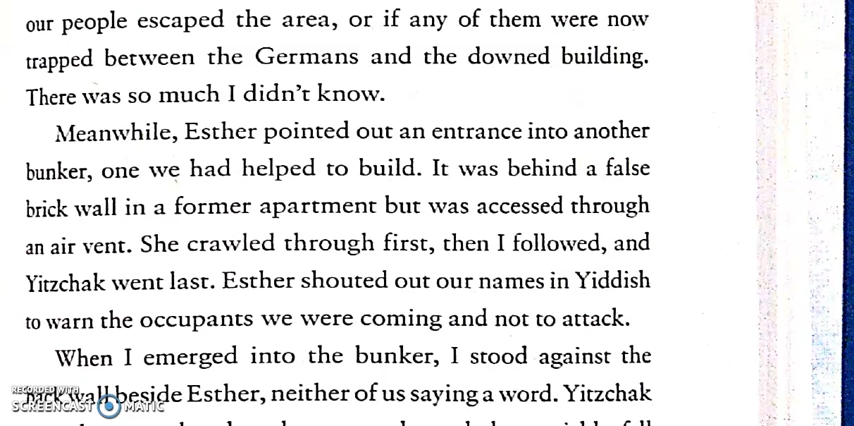 our people escaped the area, or if any of them were now
trapped between the Germans and the downed building.
There was so much I didn't know.
Meanwhile, Esther pointed out an entrance into another
bunker, one we had helped to build. It was behind a false
brick wall in a former apartment but was accessed through
an air vent. She crawled through first, then I followed, and
Yitzchak went last. Esther shouted out our names in Yiddish
to warn the occupants we were coming and not to attack.
When I emerged into the bunker, I stood against the
back wall beside Esther, neither of us saying a word. Yitzchak
RECORDED WITH
SCREENCAST MATIC